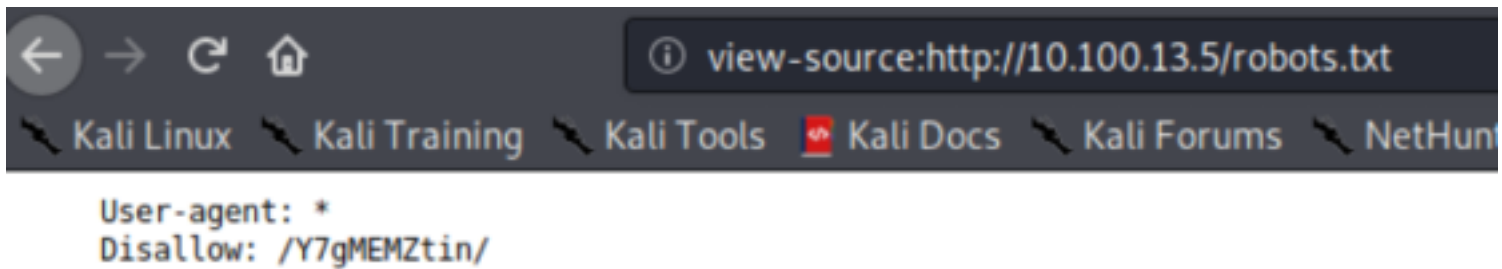 view-source:http://10.100.13.5/robots.txt
Kali Linux Kali Training Kali Tools Kali Docs Kali Forums NetHunt
User-agent: *
Disallow: /Y7gMEMZtin/